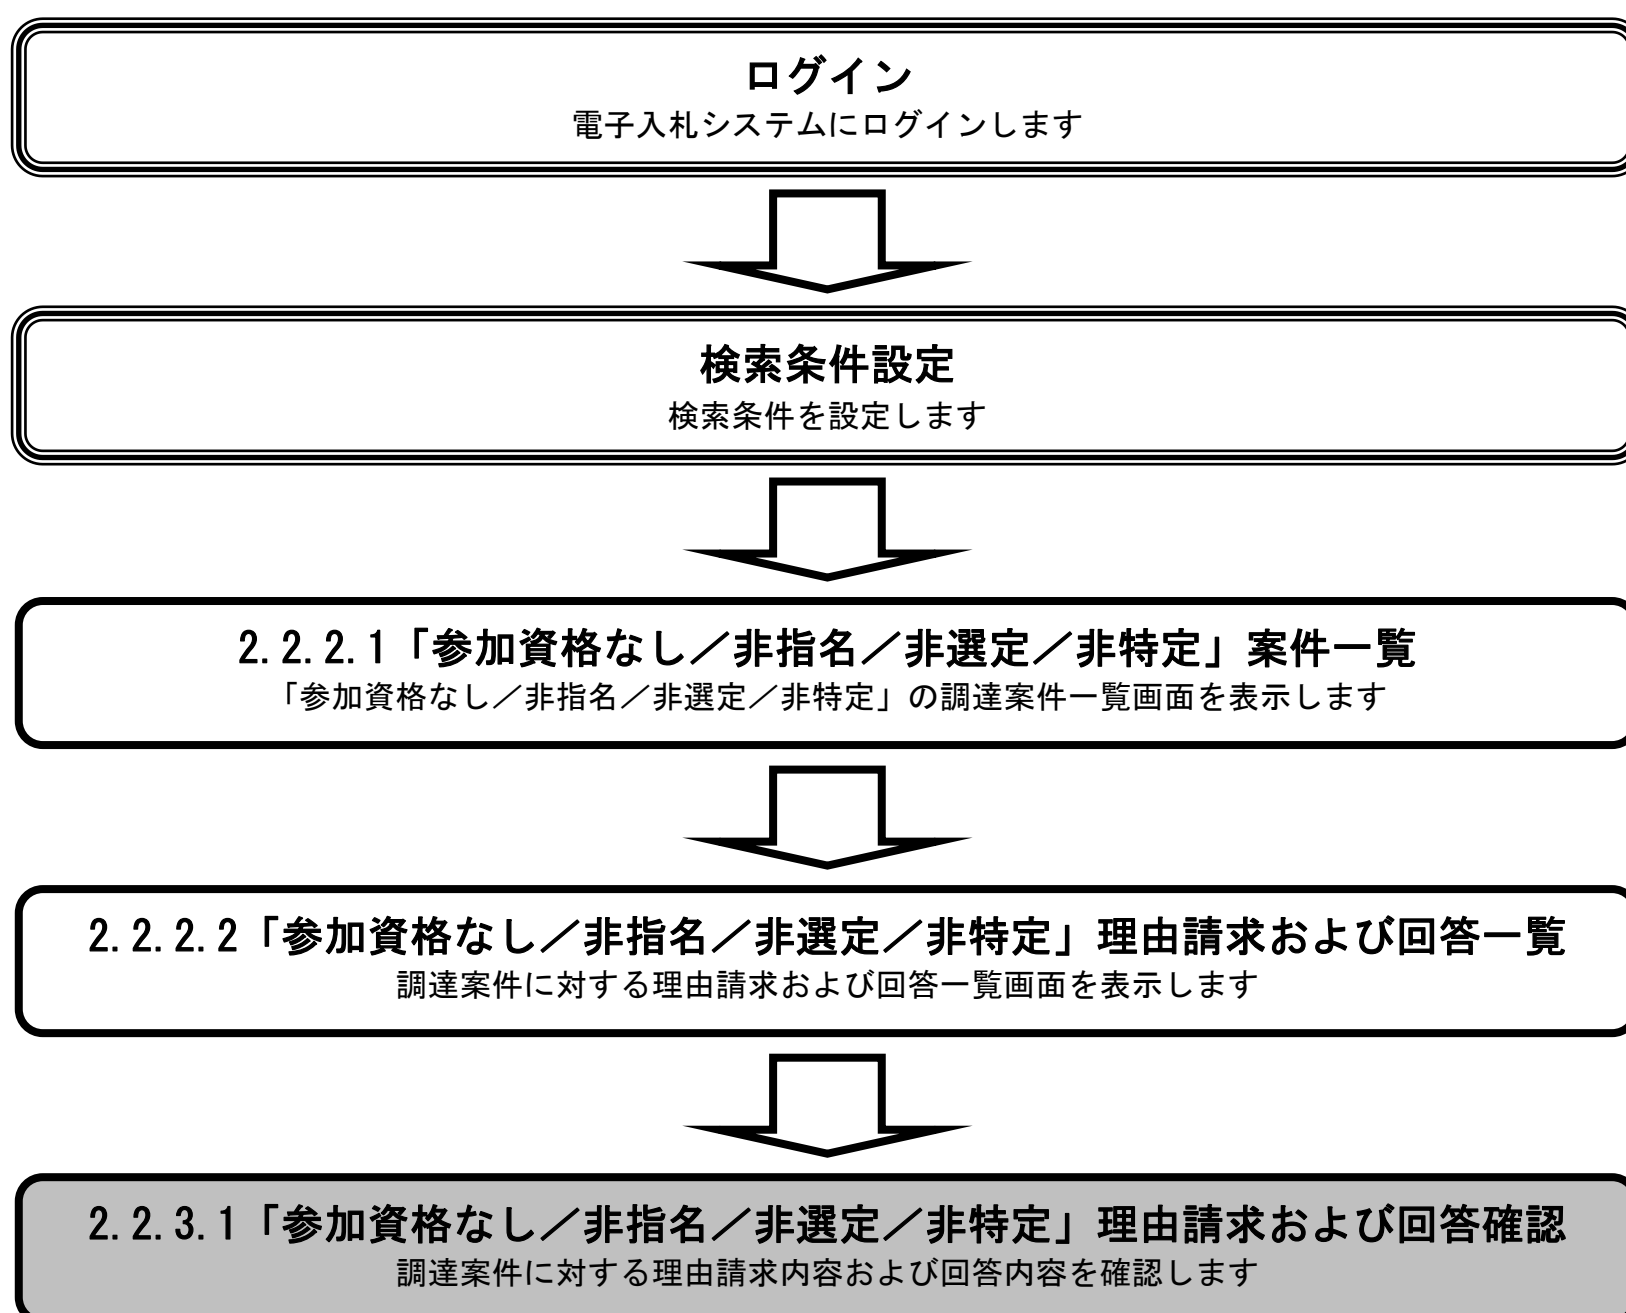 ログイン
電子入札システムにログインします
検索条件設定
検索条件を設定します
2.2.2.1「参加資格なし／非指名／非選定／非特定」案件一覧
「参加資格なし／非指名／非選定／非特定」の調達案件一覧画面を表示します
2.2.2.2「参加資格なし／非指名／非選定／非特定」理由請求および回答一覧
調達案件に対する理由請求および回答一覧画面を表示します
2.2.3.1「参加資格なし／非指名／非選定／非特定」理由請求および回答確認
調達案件に対する理由請求内容および回答内容を確認します